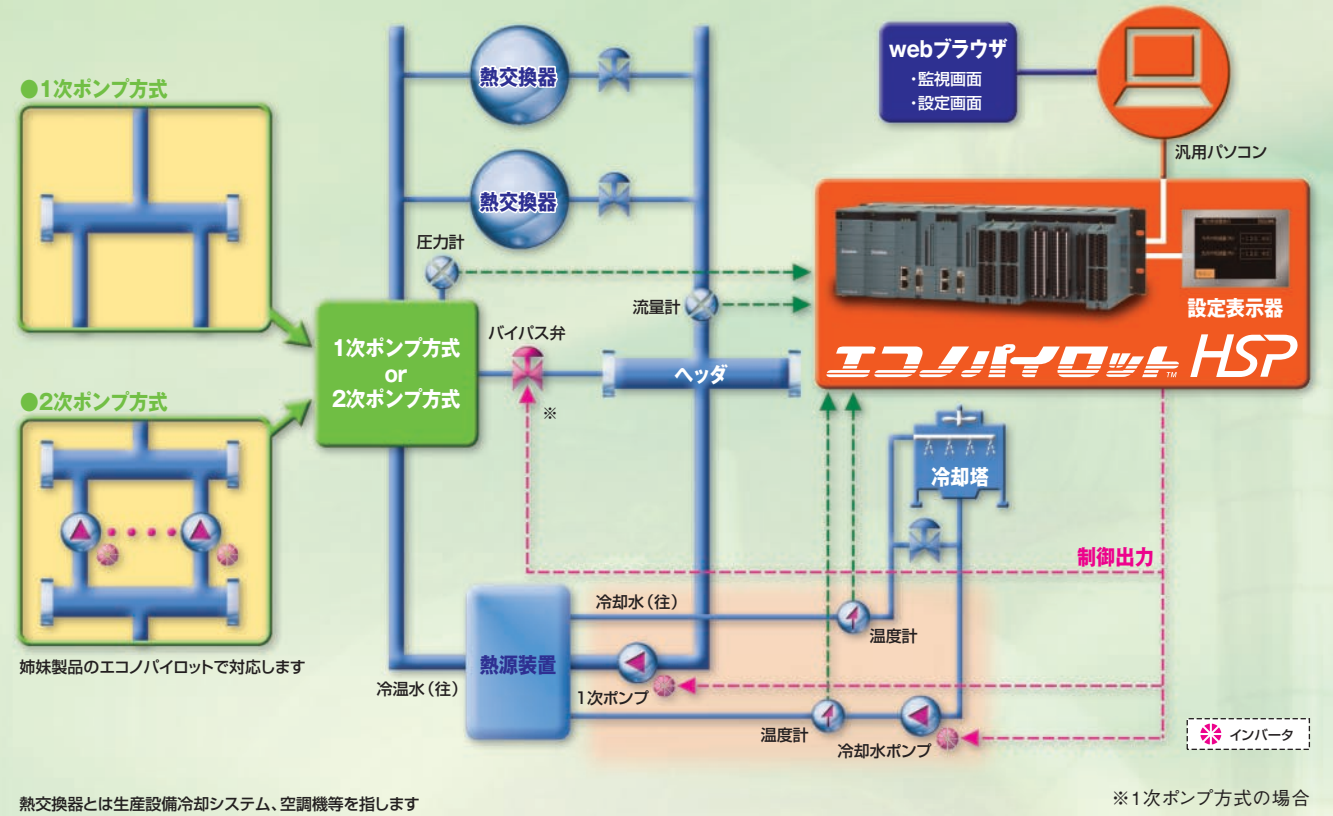 ●1次ポンプ方式
●2次ポンプ方式
姉妹製品のエコノパイロットで対応します
熱交換器
熱交換器
圧力計
流量計
1次ポンプ方式
or
2次ポンプ方式
バイパス弁
※
ヘッダ
webブラウザ
・監視画面
・設定画面
汎用パソコン
設定表示器
エコノパイロット™ HSP
冷却塔
制御出力
冷却水(往)
温度計
熱源装置
冷温水(往)
1次ポンプ
温度計
冷却水ポンプ
インバータ
熱交換器とは生産設備冷却システム、空調機等を指します
※1次ポンプ方式の場合